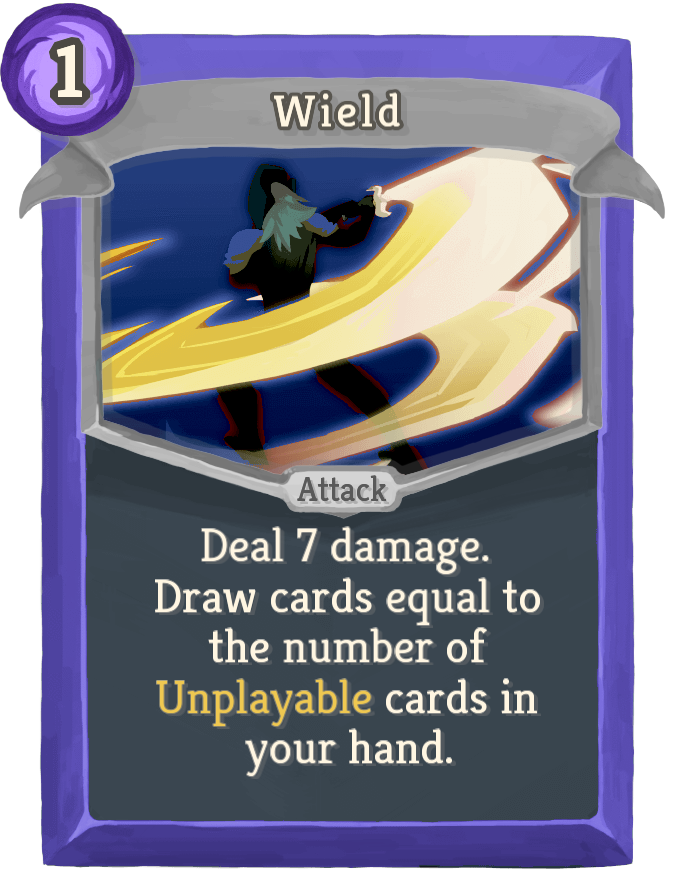 1
Wield
Attack
Deal 7 damage.
Draw cards equal to
the number of
Unplayable cards in
your hand.